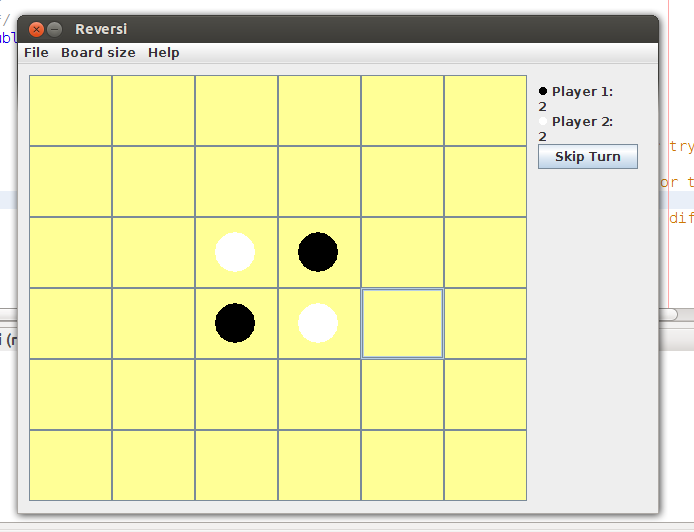 Reversi
File Board size Help
Player 1:
2
Player 2:
2
Skip Turn
try
or t
dif